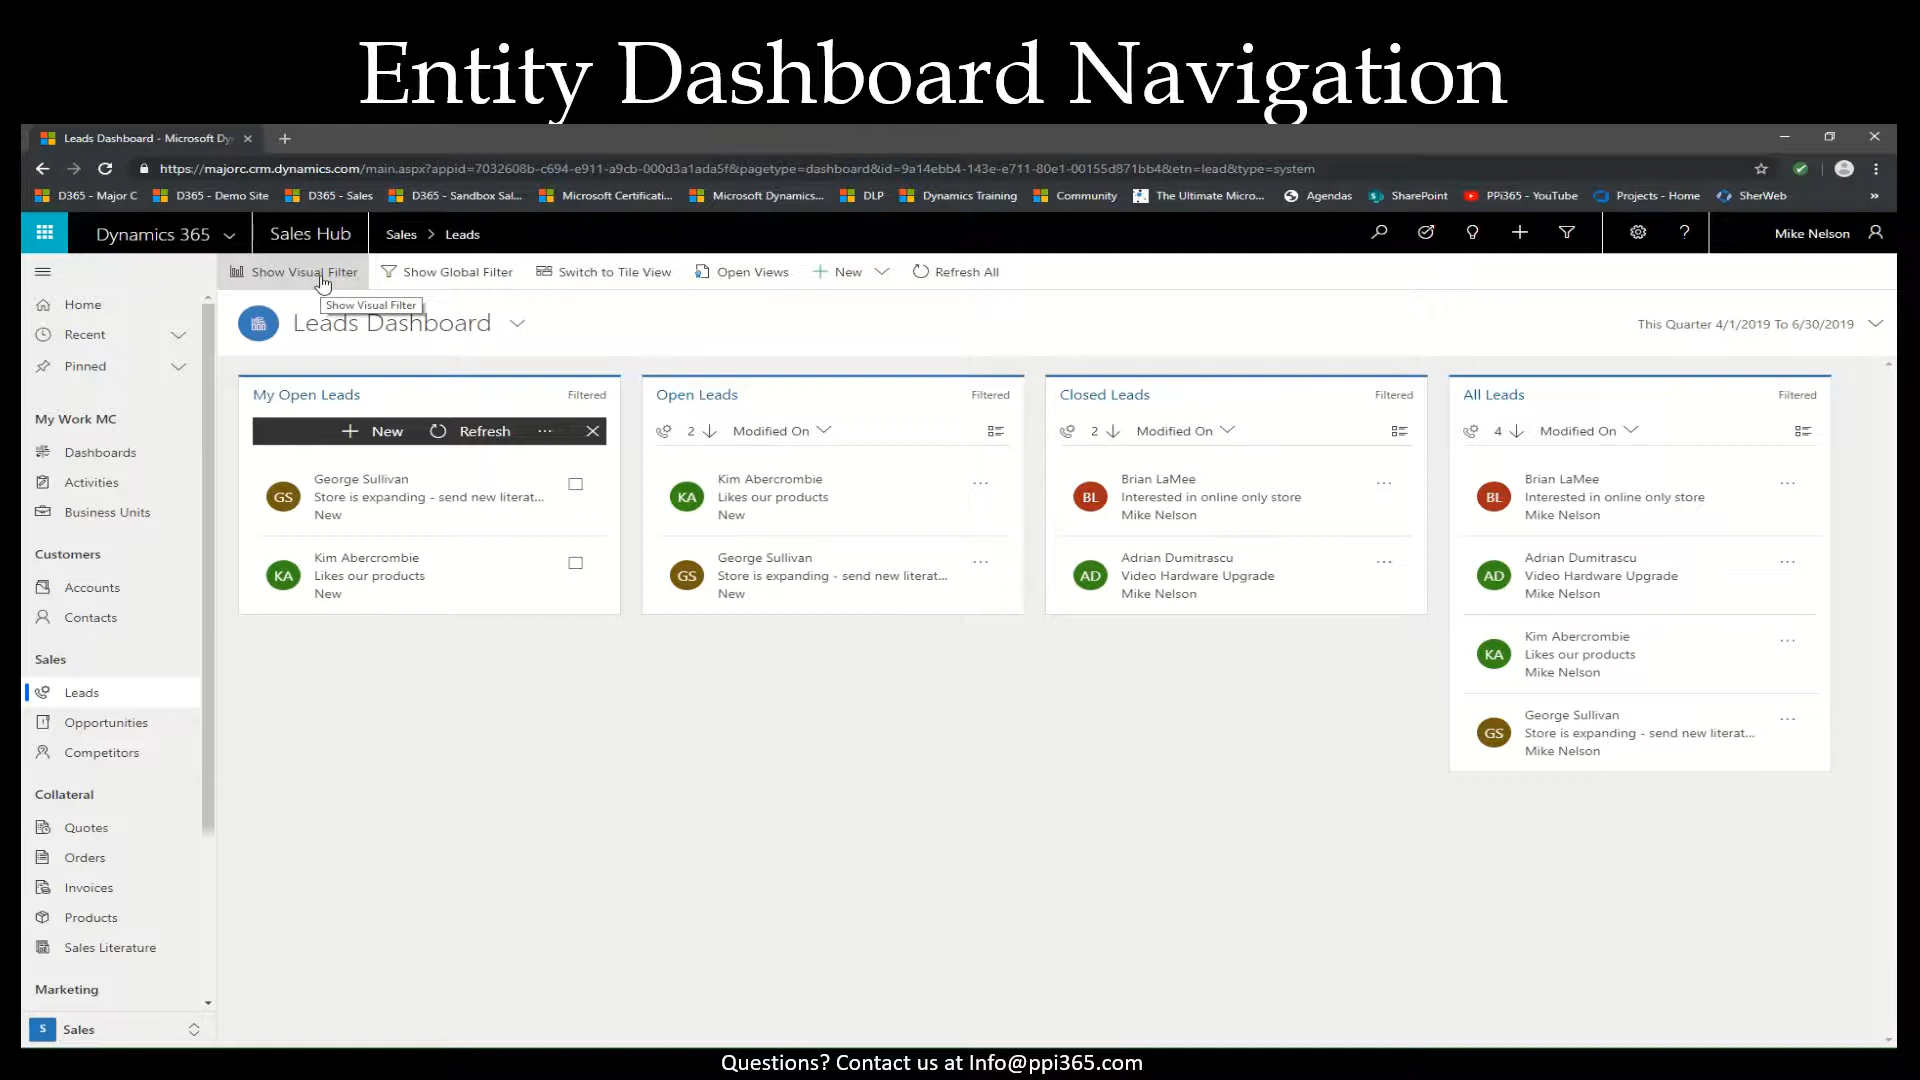 Entity Dashboard Navigation
Leads Dashboard - Microsoft Dy
https://majorc.crm.dynamics.com/main.aspx?appid=7032608b-c694-e911-a9cb-000d3a1ada5f&pagetype=dashboard&id=9a14ebb4-143e-e711-80e1-00155d871bb4&etn=lead&type=system
D365 - Major C D365 - Demo Site D365 - Sales D365 - Sandbox Sal... Microsoft Certificati... Microsoft Dynamics... DLP Dynamics Training Community The Ultimate Micro... Agendas SharePoint PPi365 - YouTube Projects - Home SherWeb »
Dynamics 365 Sales Hub Sales > Leads Mike Nelson
Show Visual Filter Show Global Filter Switch to Tile View Open Views New Refresh All
Show Visual Filter
Leads Dashboard
This Quarter 4/1/2019 To 6/30/2019
Home
Recent
Pinned
My Work MC
Dashboards
Activities
Business Units
Customers
Accounts
Contacts
Sales
Leads
Opportunities
Competitors
Collateral
Quotes
Orders
Invoices
Products
Sales Literature
Marketing
S Sales
My Open Leads Filtered
New Refresh ...
GS
George Sullivan
Store is expanding - send new literat...
New
KA
Kim Abercrombie
Likes our products
New
Open Leads Filtered
2 Modified On
KA
Kim Abercrombie ...
Likes our products
New
GS
George Sullivan ...
Store is expanding - send new literat...
New
Closed Leads Filtered
2 Modified On
BL
Brian LaMee ...
Interested in online only store
Mike Nelson
AD
Adrian Dumitrascu ...
Video Hardware Upgrade
Mike Nelson
All Leads Filtered
4 Modified On
BL
Brian LaMee ...
Interested in online only store
Mike Nelson
AD
Adrian Dumitrascu ...
Video Hardware Upgrade
Mike Nelson
KA
Kim Abercrombie ...
Likes our products
Mike Nelson
GS
George Sullivan ...
Store is expanding - send new literat...
Mike Nelson
Questions? Contact us at Info@ppi365.com